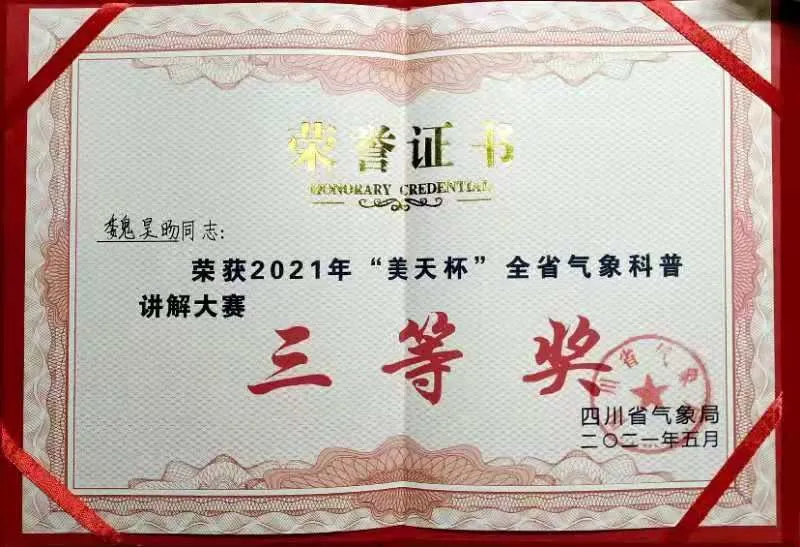 荣誉证书
HONORARY CREDENTIAL
魏昊旸同志：
荣获2021年“美天杯”全省气象科普
讲解大赛
三等奖
四川省气象局
二〇二一年五月